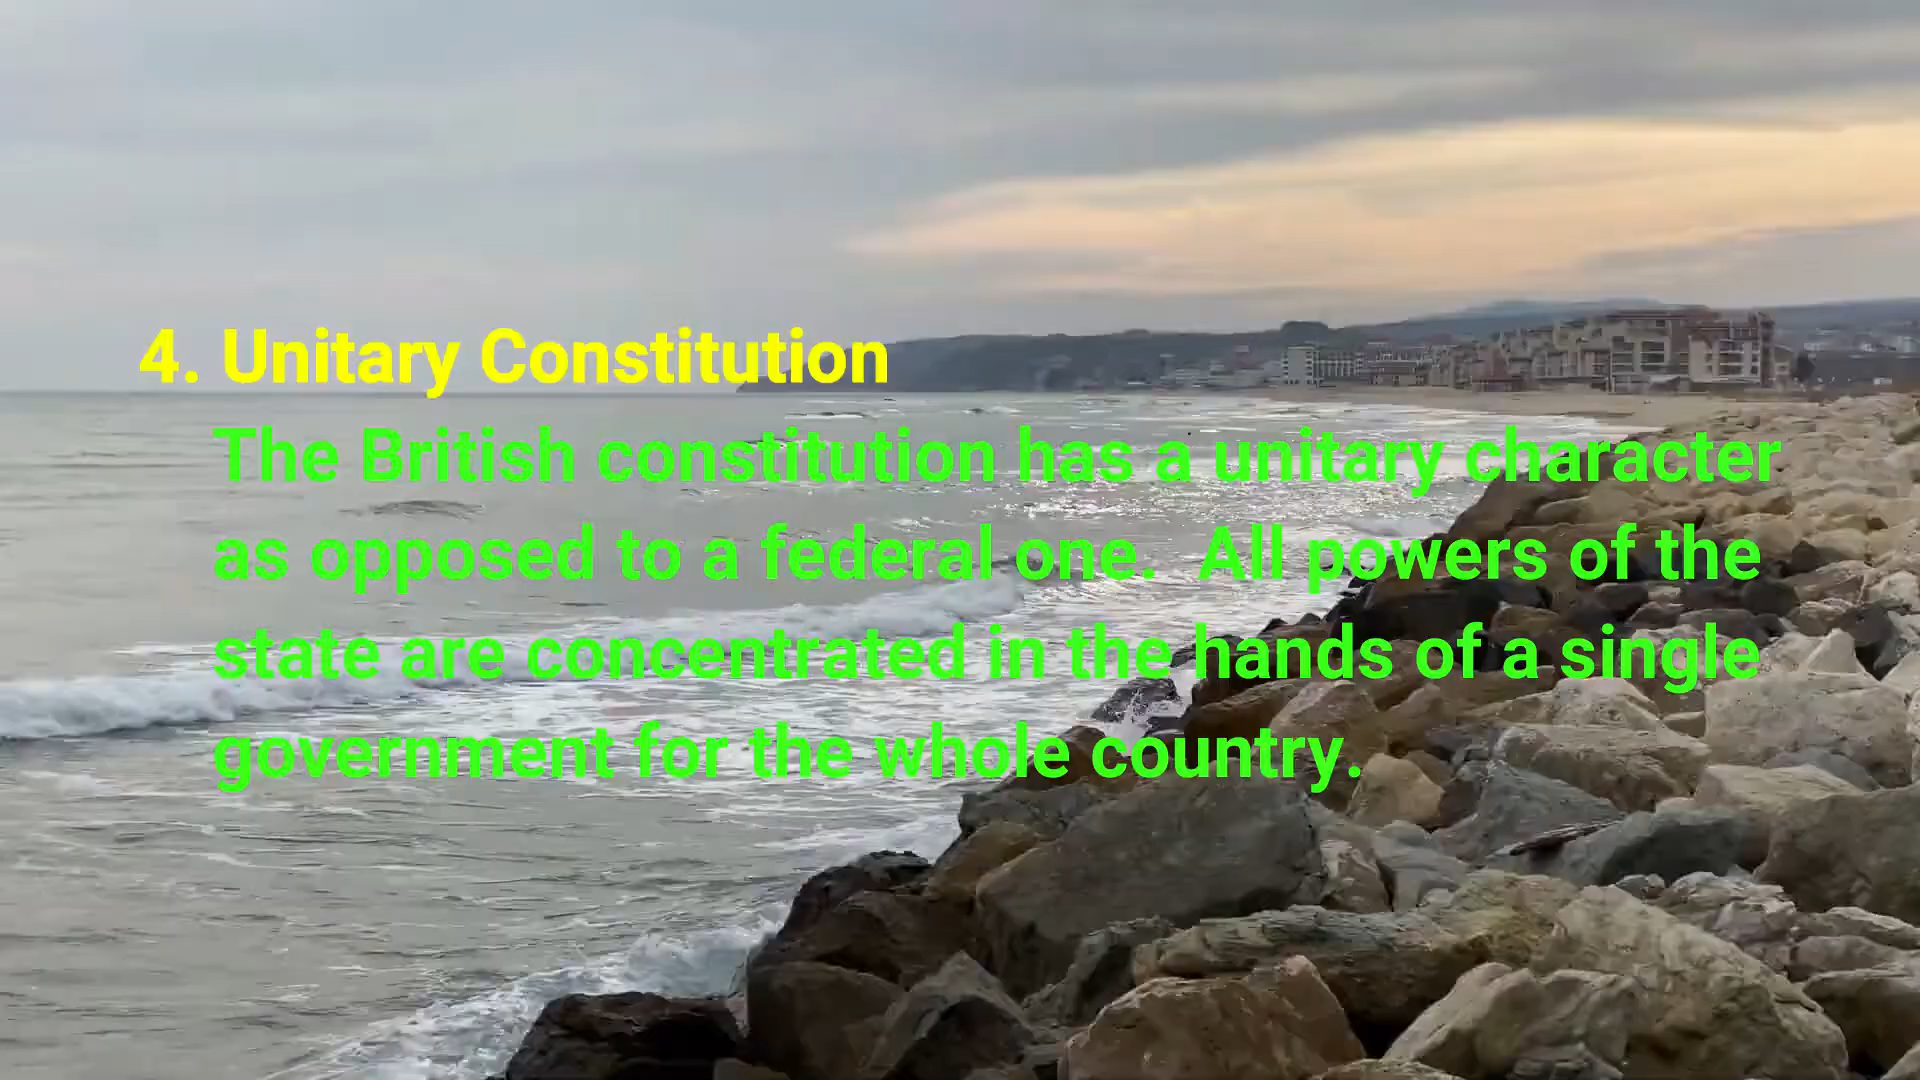 4. Unitary Constitution
The British constitution has a unitary character
as opposed to a federal one.  All powers of the
state are concentrated in the hands of a single
government for the whole country.